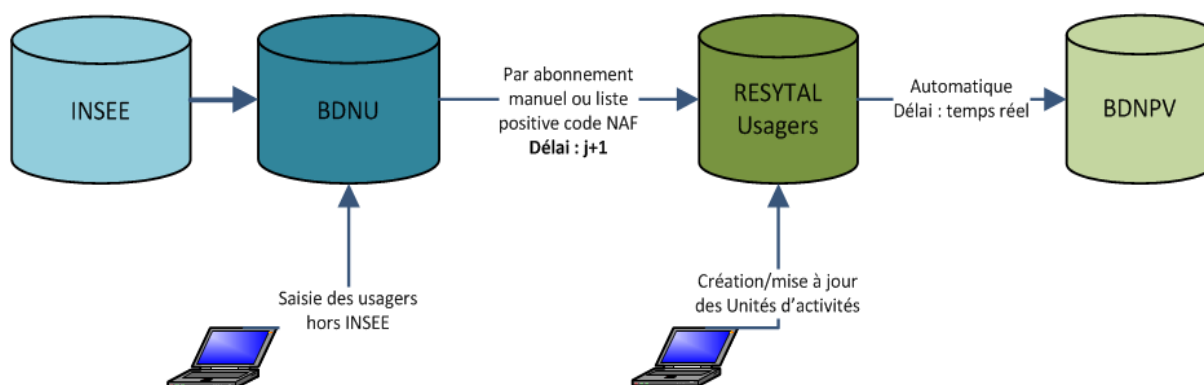 INSEE
BDNU
Par abonnement
manuel ou liste
positive code NAF
Délai : j+1
RESYTAL
Usagers
Automatique
Délai : temps réel
BDNPV
Saisie des usagers
hors INSEE
Création/mise à jour
des Unités d’activités